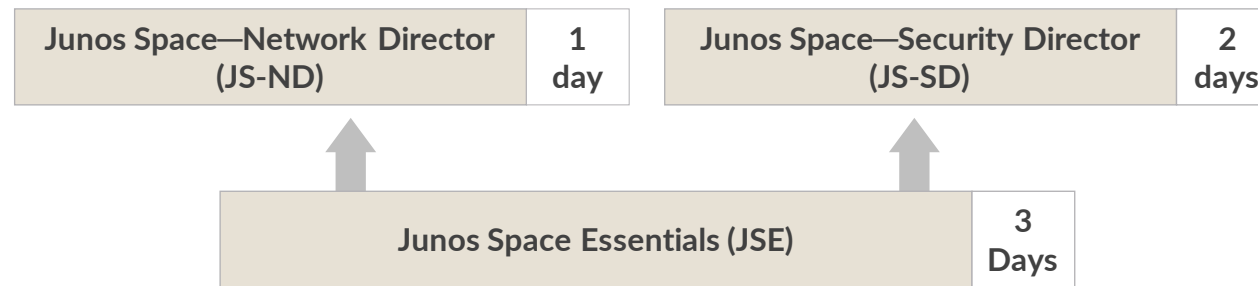 Junos Space—Network Director
(JS-ND)
1
day
Junos Space—Security Director
(JS-SD)
2
days
Junos Space Essentials (JSE)
3
Days